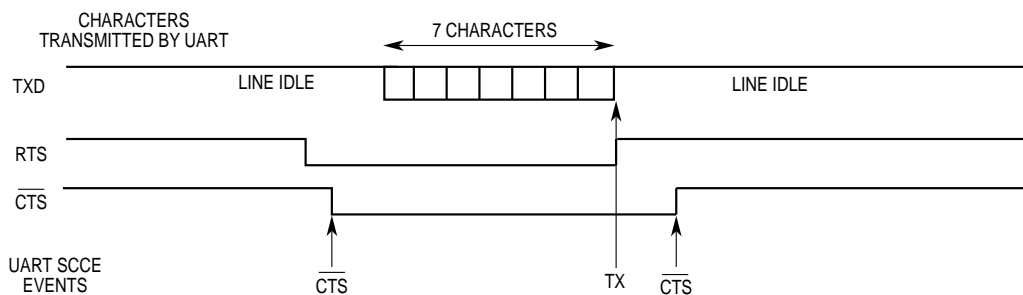 CHARACTERS
TRANSMITTED BY UART
7 CHARACTERS
TXD
LINE IDLE
LINE IDLE
RTS
CTS
UART SCCE
EVENTS
CTS
TX
CTS